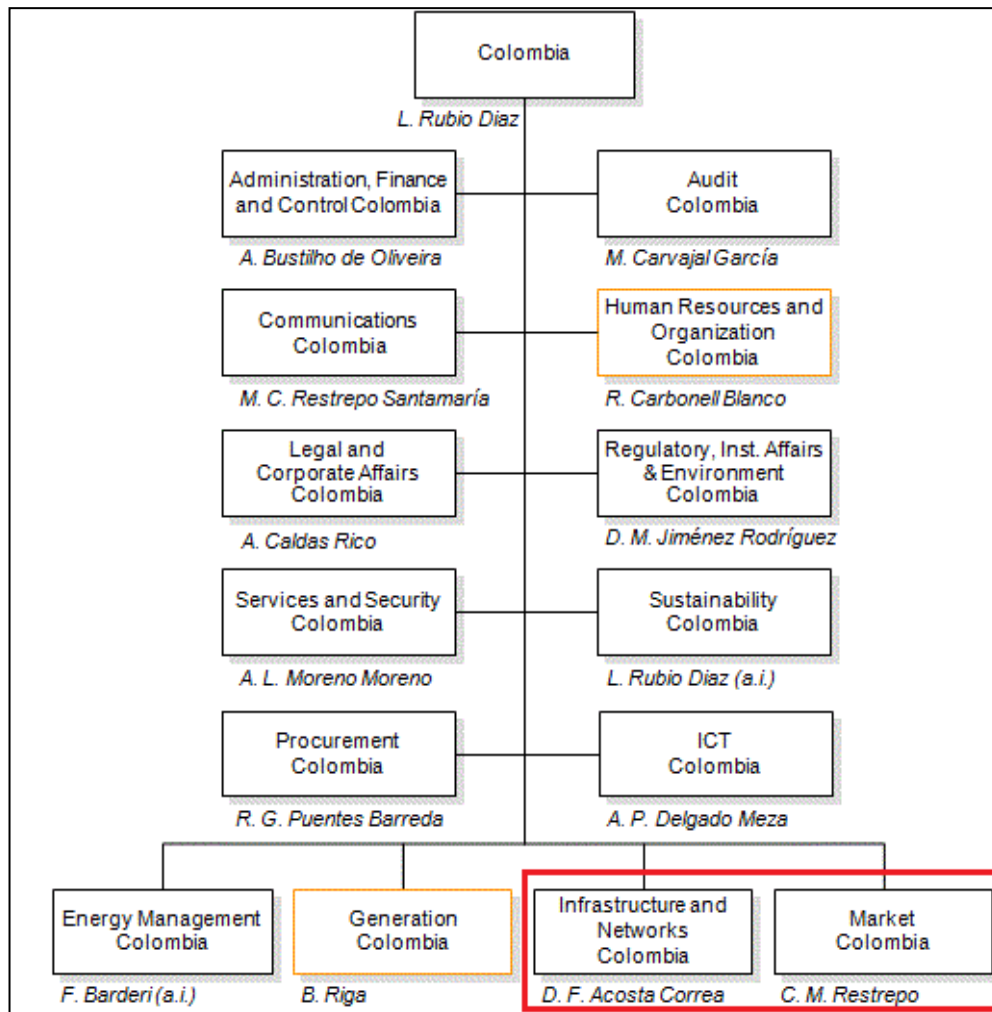 Colombia
L. Rubio Diaz
Administration, Finance
and Control Colombia
A. Bustilho de Oliveira
Audit
Colombia
M. Carvajal García
Communications
Colombia
M. C. Restrepo Santamaría
Human Resources and
Organization
Colombia
R. Carbonell Blanco
Legal and
Corporate Affairs
Colombia
A. Caldas Rico
Regulatory, Inst. Affairs
& Environment
Colombia
D. M. Jiménez Rodríguez
Services and Security
Colombia
A. L. Moreno Moreno
Sustainability
Colombia
L. Rubio Diaz (a.i.)
Procurement
Colombia
R. G. Puentes Barreda
ICT
Colombia
A. P. Delgado Meza
Energy Management
Colombia
F. Barderi (a.i.)
Generation
Colombia
B. Riga
Infrastructure and
Networks
Colombia
D. F. Acosta Correa
Market
Colombia
C. M. Restrepo